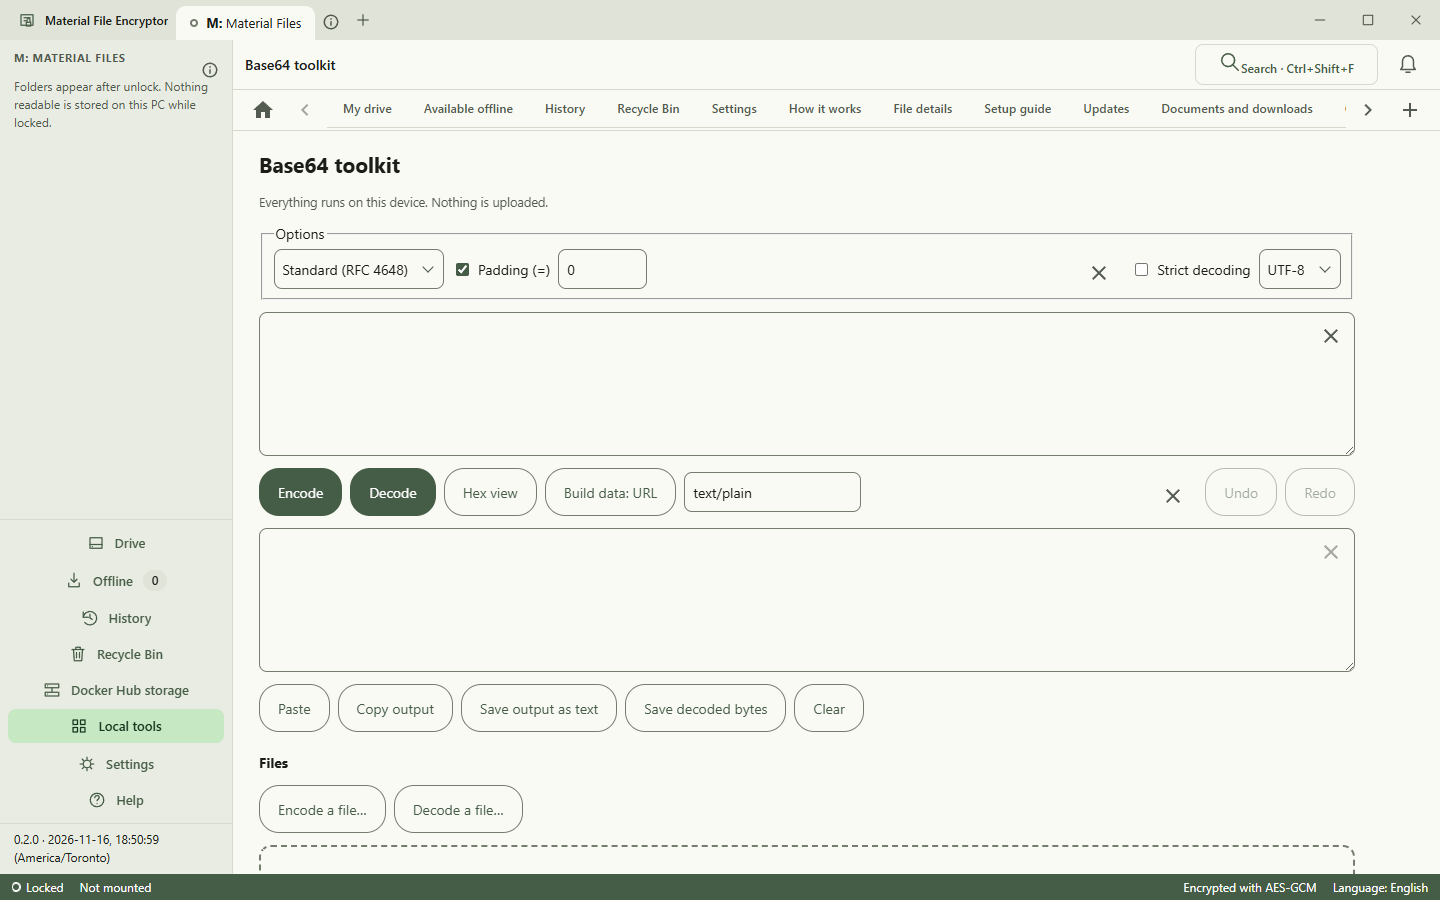 Material File Encryptor
M: Material Files
M: MATERIAL FILES
Folders appear after unlock. Nothing
readable is stored on this PC while
locked.
Base64 toolkit
Search · Ctrl+Shift+F
My drive
Available offline
History
Recycle Bin
Settings
How it works
File details
Setup guide
Updates
Documents and downloads
Base64 toolkit
Everything runs on this device. Nothing is uploaded.
Options
Standard (RFC 4648)
Padding (=)
0
Strict decoding
UTF-8
Encode
Decode
Hex view
Build data: URL
text/plain
Undo
Redo
Paste
Copy output
Save output as text
Save decoded bytes
Clear
Files
Encode a file...
Decode a file...
Drive
Offline 0
History
Recycle Bin
Docker Hub storage
Local tools
Settings
Help
0.2.0 · 2026-11-16, 18:50:59
(America/Toronto)
Locked
Not mounted
Encrypted with AES-GCM
Language: English